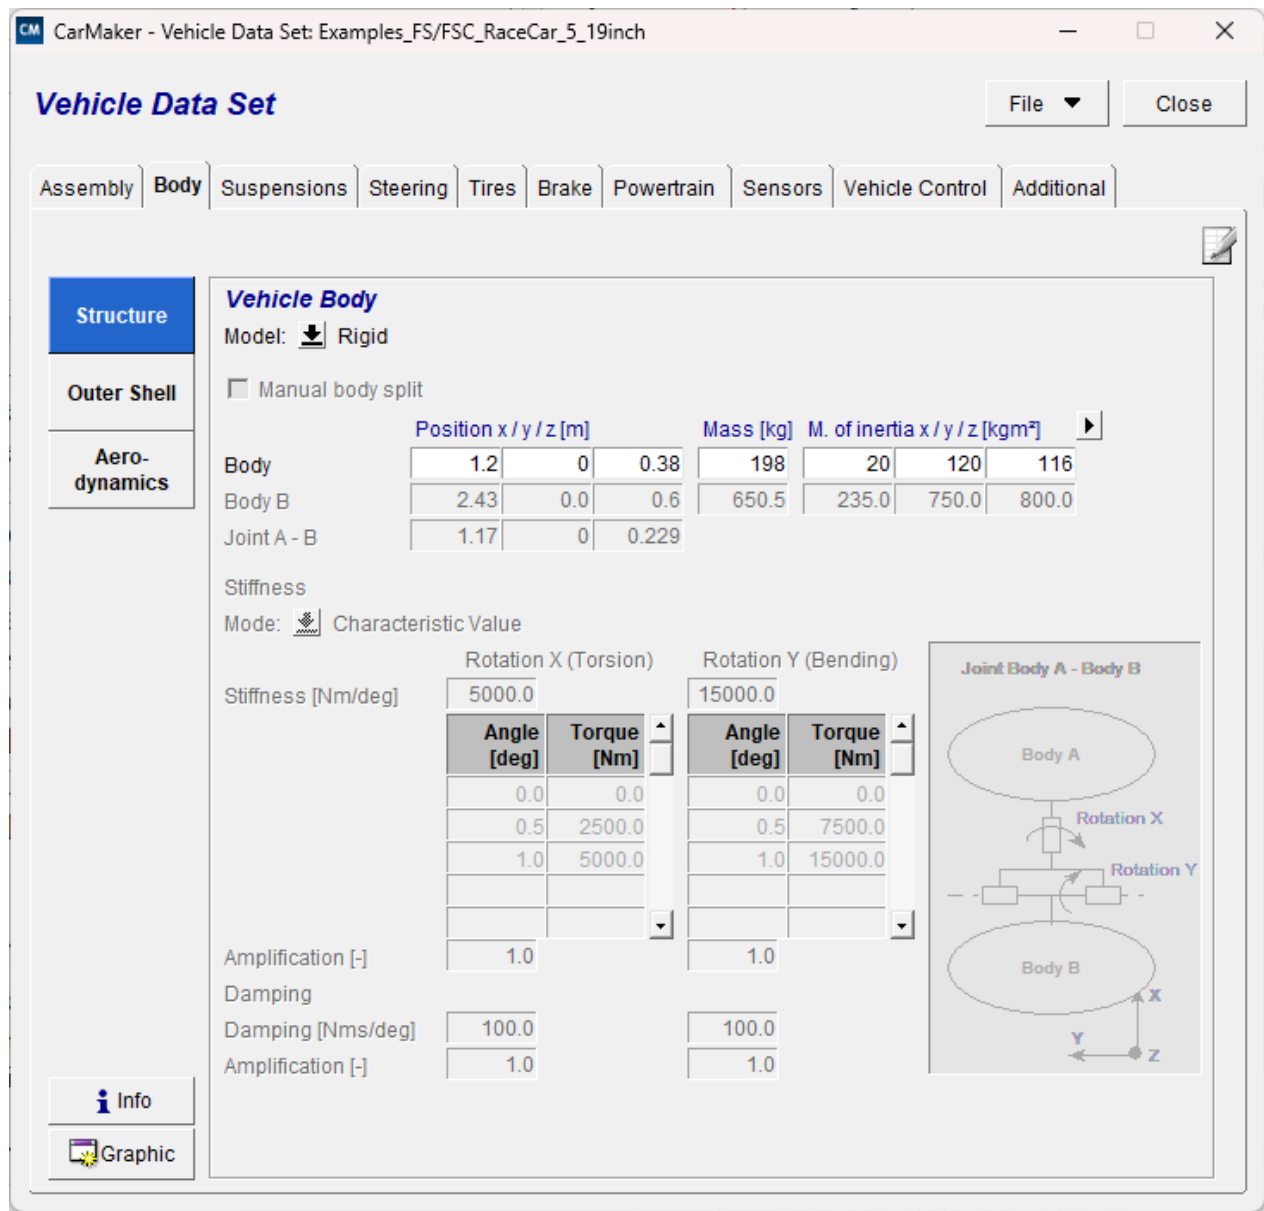 CM CarMaker - Vehicle Data Set: Examples_FS/FSC_RaceCar_5_19inch
Vehicle Data Set
File Close
Assembly Body Suspensions Steering Tires Brake Powertrain Sensors Vehicle Control Additional
Structure
Outer Shell
Aero-
dynamics
Vehicle Body
Model: Rigid
Manual body split
Position x / y / z [m] Mass [kg] M. of inertia x / y / z [kgm²]
Body 1.2 0 0.38 198 20 120 116
Body B 2.43 0.0 0.6 650.5 235.0 750.0 800.0
Joint A - B 1.17 0 0.229
Stiffness
Mode: Characteristic Value
Rotation X (Torsion) Rotation Y (Bending)
Stiffness [Nm/deg] 5000.0 15000.0
Angle Torque Angle Torque
[deg] [Nm] [deg] [Nm]
0.0 0.0 0.0 0.0
0.5 2500.0 0.5 7500.0
1.0 5000.0 1.0 15000.0
Amplification [-] 1.0 1.0
Damping
Damping [Nms/deg] 100.0 100.0
Amplification [-] 1.0 1.0
Joint Body A - Body B
Body A
Rotation X
Rotation Y
Body B
X
Y
Z
i Info
Graphic